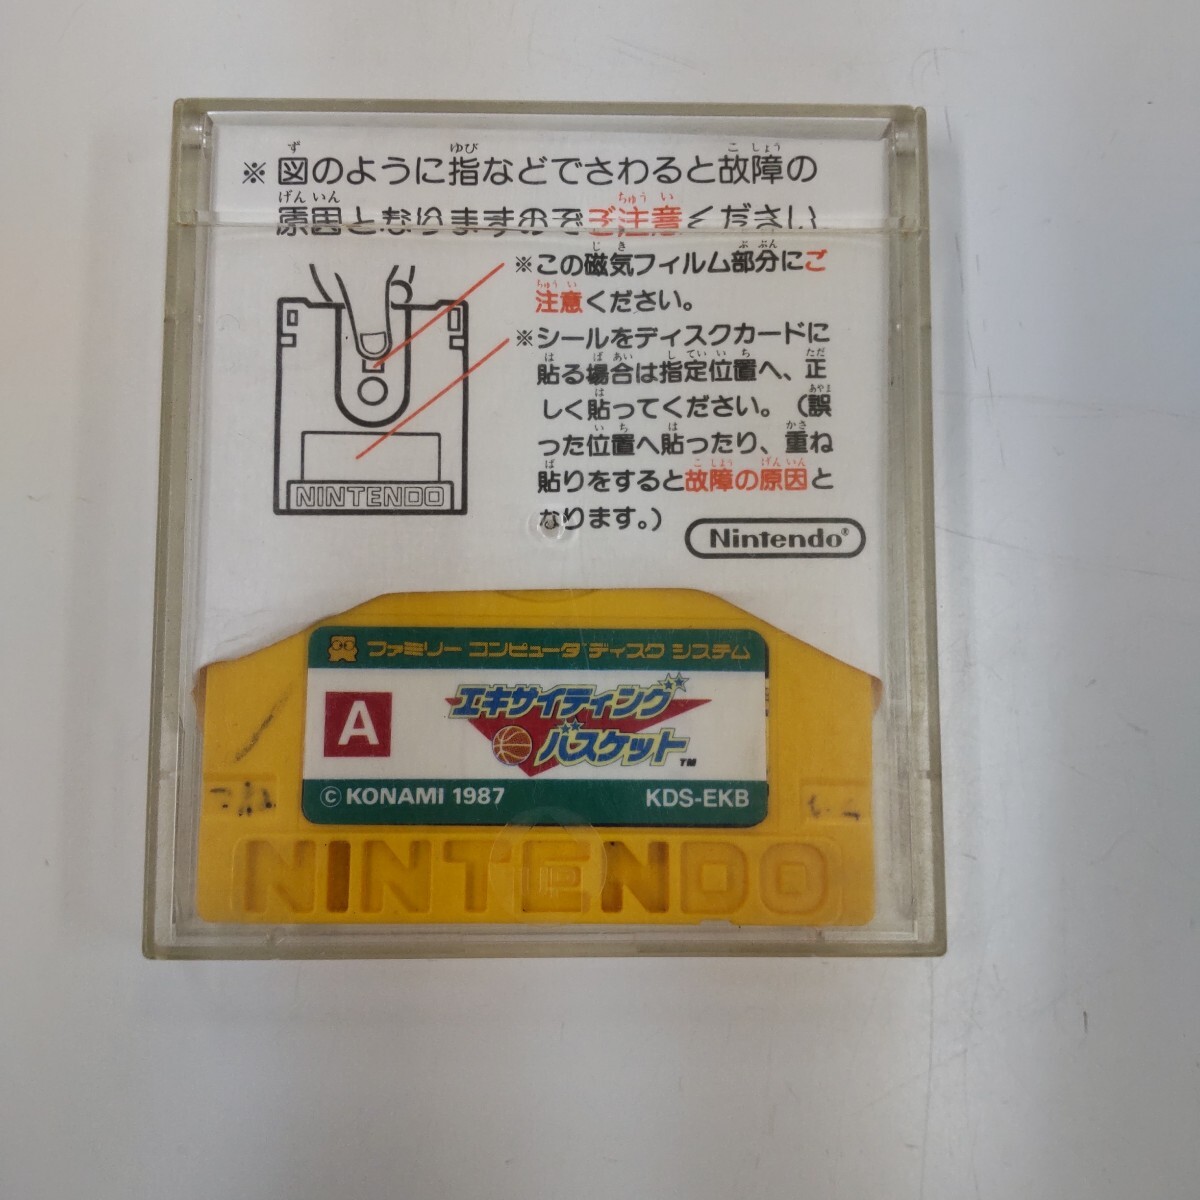 ※図のように指などでさわると故障の
原因となりますのでご注意ください
※この磁気フィルム部分にご
注意ください。
※シールをディスクカードに
貼る場合は指定位置へ、正
しく貼ってください。（誤
った位置へ貼ったり、重ね
貼りをすると故障の原因と
なります。）
NINTENDO
Nintendo®
ファミリー コンピュータ ディスク システム
A
エキサイティング
バスケット™
© KONAMI 1987 KDS-EKB
NINTENDO